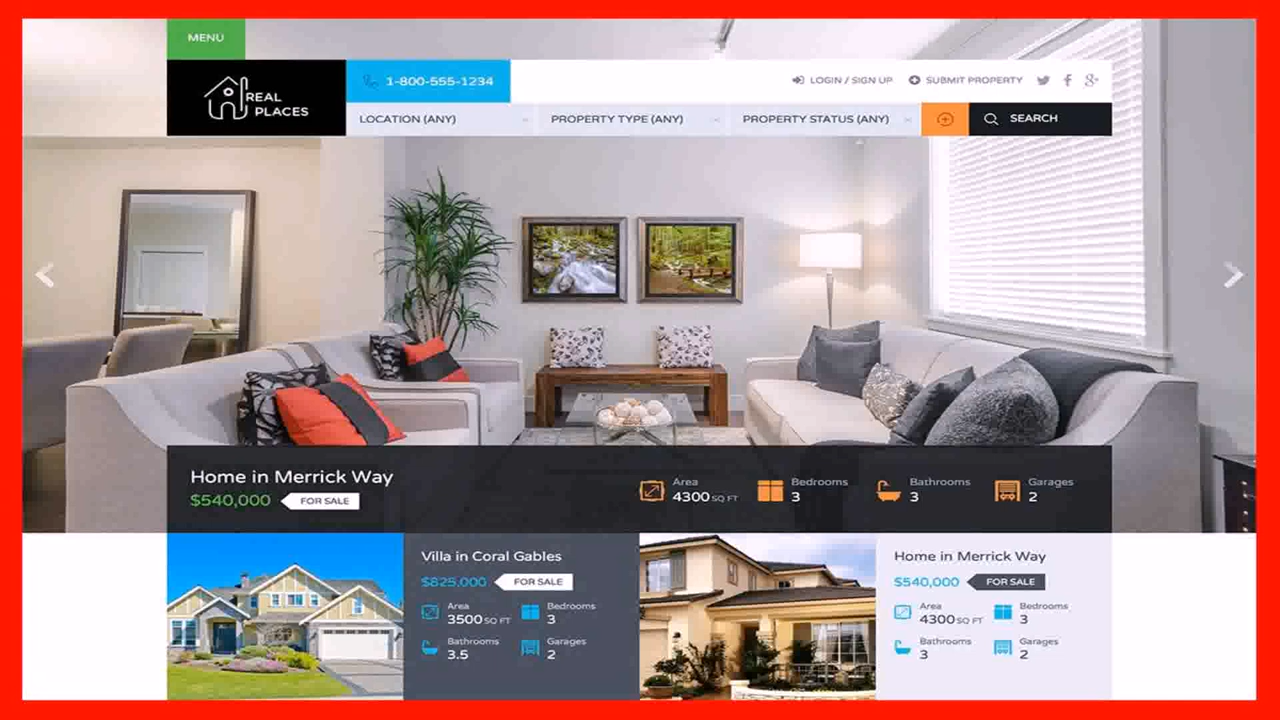 MENU
REAL
PLACES
1-800-555-1234
LOGIN / SIGN UP
SUBMIT PROPERTY
LOCATION (ANY)
PROPERTY TYPE (ANY)
PROPERTY STATUS (ANY)
SEARCH
Home in Merrick Way
$540,000
FOR SALE
Area
4300 SQ FT
Bedrooms
3
Bathrooms
3
Garages
2
Villa in Coral Gables
$825,000
FOR SALE
Area
3500 SQ FT
Bedrooms
3
Bathrooms
3.5
Garages
2
Home in Merrick Way
$540,000
FOR SALE
Area
4300 SQ FT
Bedrooms
3
Bathrooms
3
Garages
2